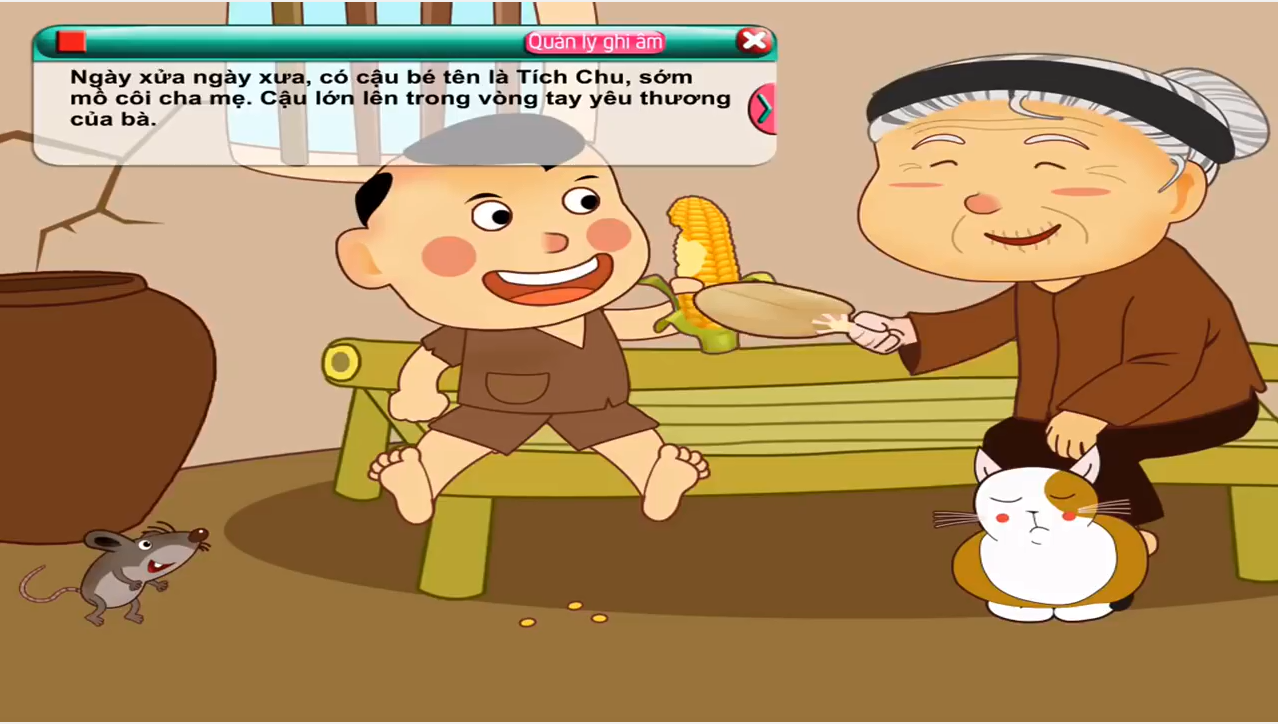 Quản lý ghi âm
Ngày xửa ngày xưa, có cậu bé tên là Tích Chu, sớm
mồ côi cha mẹ. Cậu lớn lên trong vòng tay yêu thương
của bà.